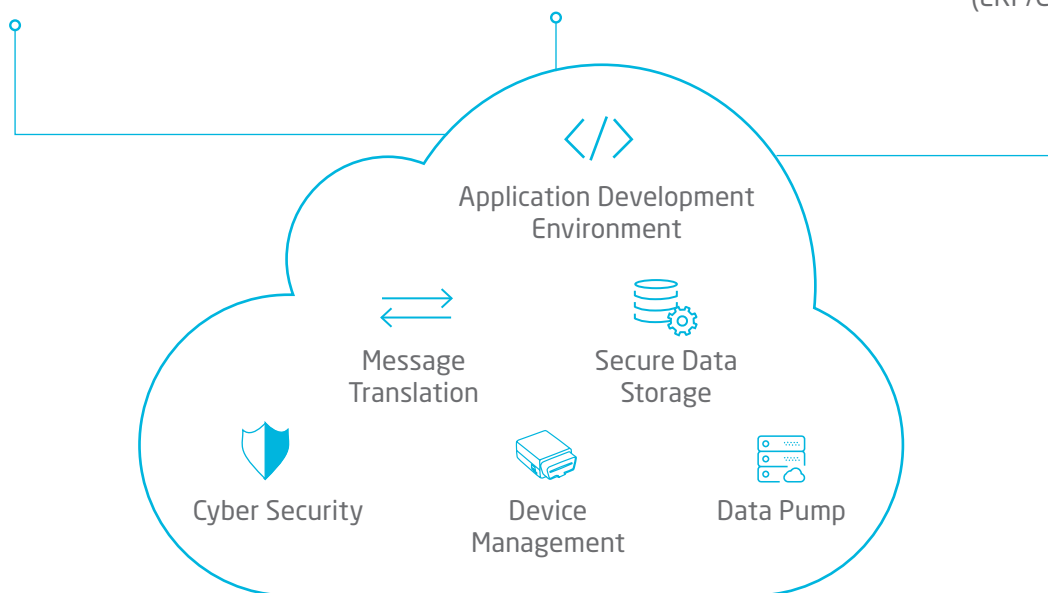 Application Development
Environment
Message
Translation
Secure Data
Storage
Cyber Security
Device
Management
Data Pump